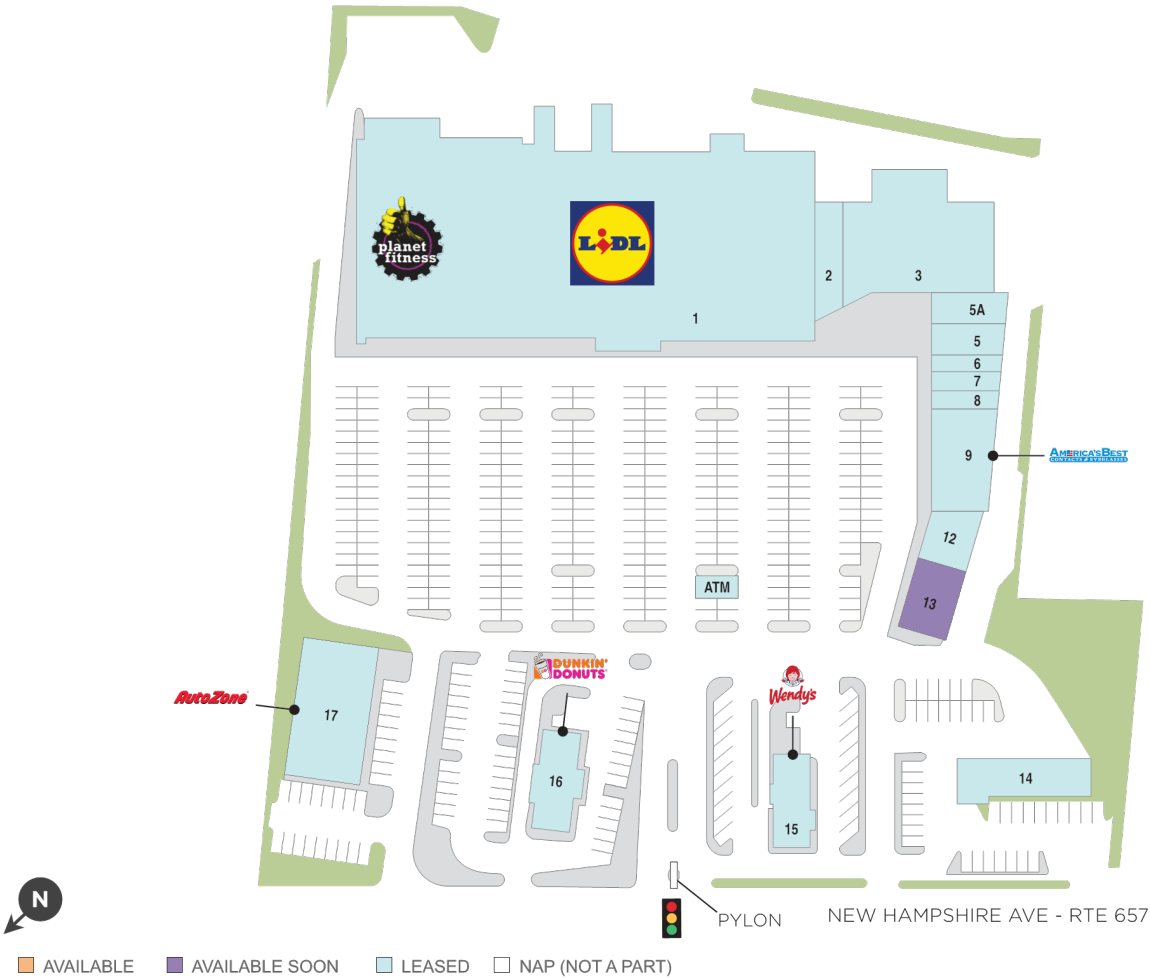 planet
fitness
LiDL
1
2
3
5A
5
6
7
8
9
AMERICA'S BEST
CONTACTS & EYEGLASSES
12
13
ATM
DUNKIN'
DONUTS
Wendy's
AutoZone
17
16
15
14
N
PYLON
NEW HAMPSHIRE AVE - RTE 657
AVAILABLE
AVAILABLE SOON
LEASED
NAP (NOT A PART)